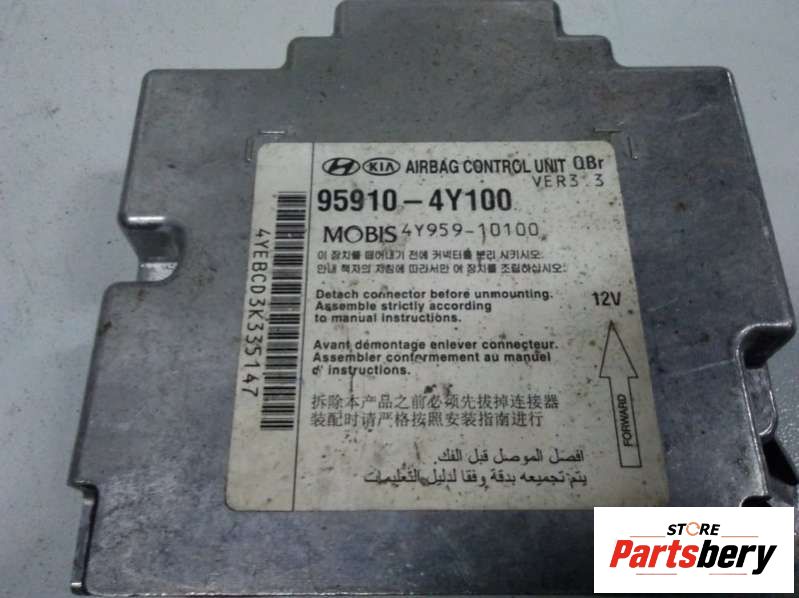 HYUNDAI KIA AIRBAG CONTROL UNIT QBr
VER3.3
95910-4Y100
MOBIS 4Y959-10100
이 장치를 떼어내기 전에 커넥터를 분리 시키시오:
안내 책자의 지침에 따라서만 이 장치를 조립하십시오:
Detach connector before unmounting.
Assemble strictly according
to manual instructions.
12V
Avant démontage enlever connecteur.
Assembler conformement au manuel
d' instructions.
FORWARD
拆除本产品之前必须先拔掉连接器
装配时请严格按照安装指南进行
افصل الموصل قبل الفك.
يتم تجميعه بدقة وفقا لدليل التعليمات
4YEBCD3K335147
STORE
Partsbery